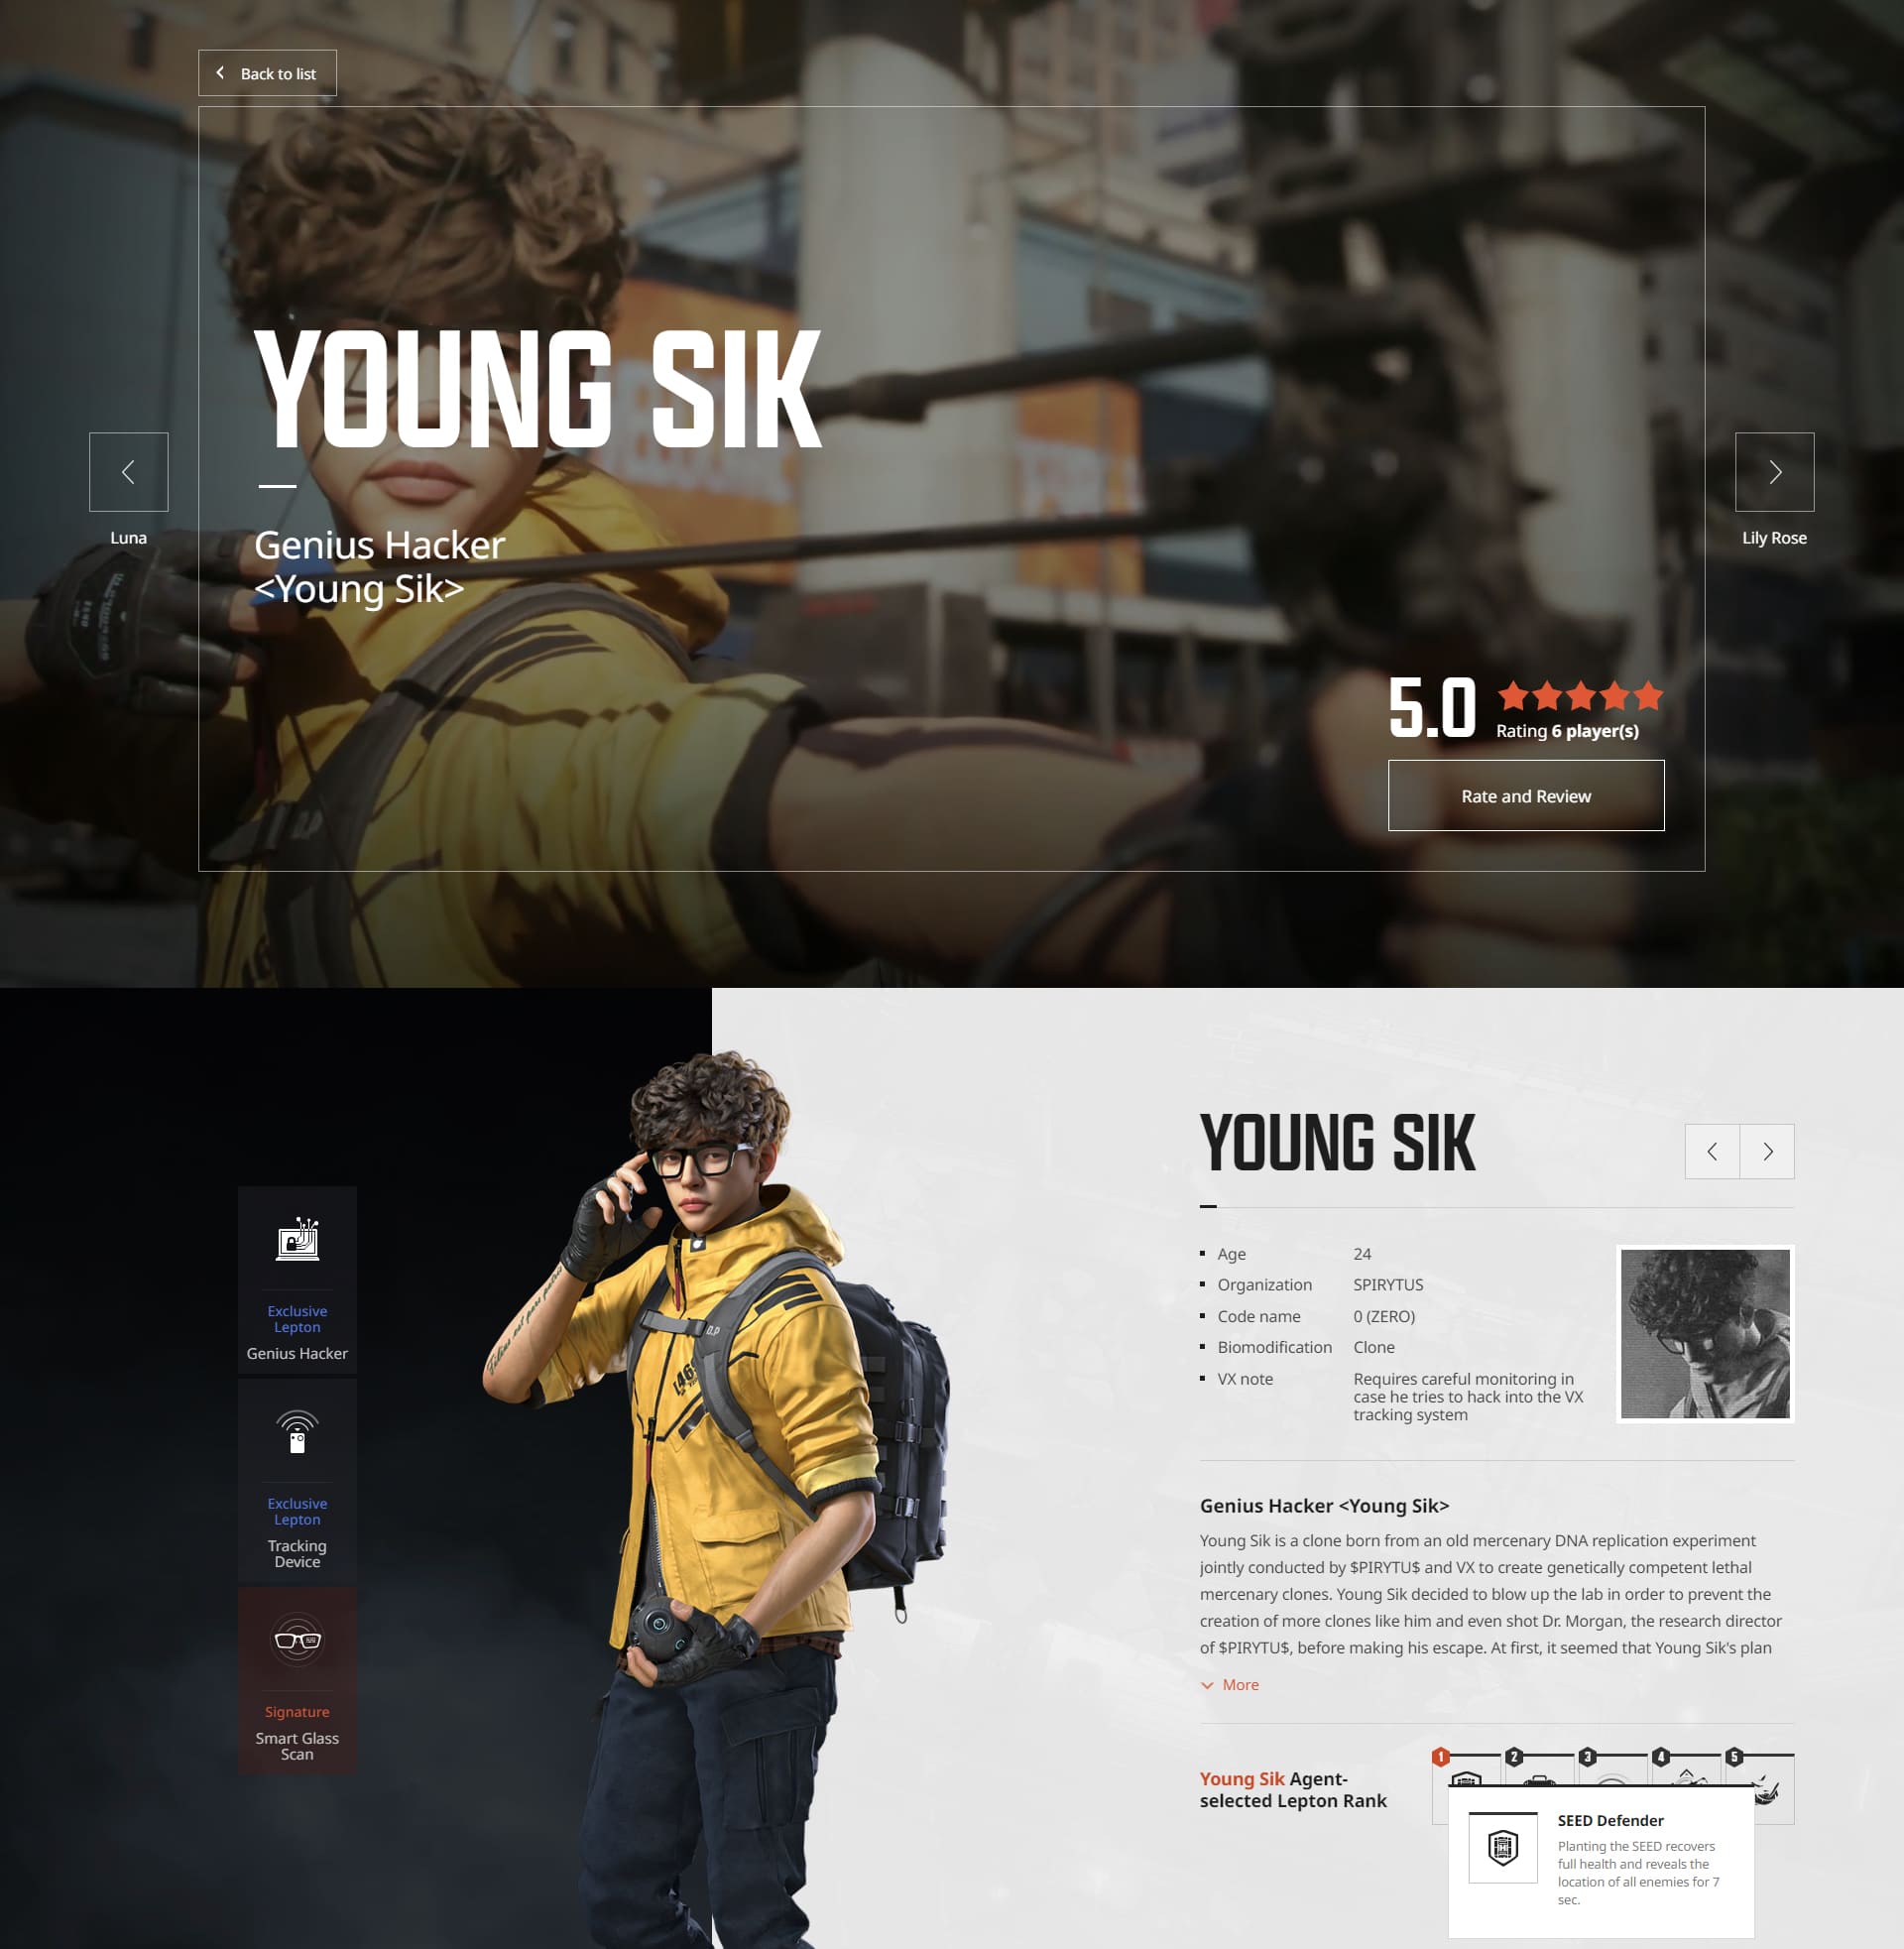 Back to list
YOUNG SIK
Luna
Lily Rose
Genius Hacker
<Young Sik>
5.0
Rating 6 player(s)
Rate and Review
YOUNG SIK
Age 24
Organization SPIRYTUS
Code name 0 (ZERO)
Biomodification Clone
VX note Requires careful monitoring in
case he tries to hack into the VX
tracking system
Exclusive
Lepton
Genius Hacker
Exclusive
Lepton
Tracking
Device
Signature
Smart Glass
Scan
D.P
Genius Hacker <Young Sik>
Young Sik is a clone born from an old mercenary DNA replication experiment
jointly conducted by $PIRYTU$ and VX to create genetically competent lethal
mercenary clones. Young Sik decided to blow up the lab in order to prevent the
creation of more clones like him and even shot Dr. Morgan, the research director
of $PIRYTU$, before making his escape. At first, it seemed that Young Sik's plan
More
Young Sik Agent-
selected Lepton Rank
1 2 3 4 5
SEED Defender
Planting the SEED recovers
full health and reveals the
location of all enemies for 7
sec.